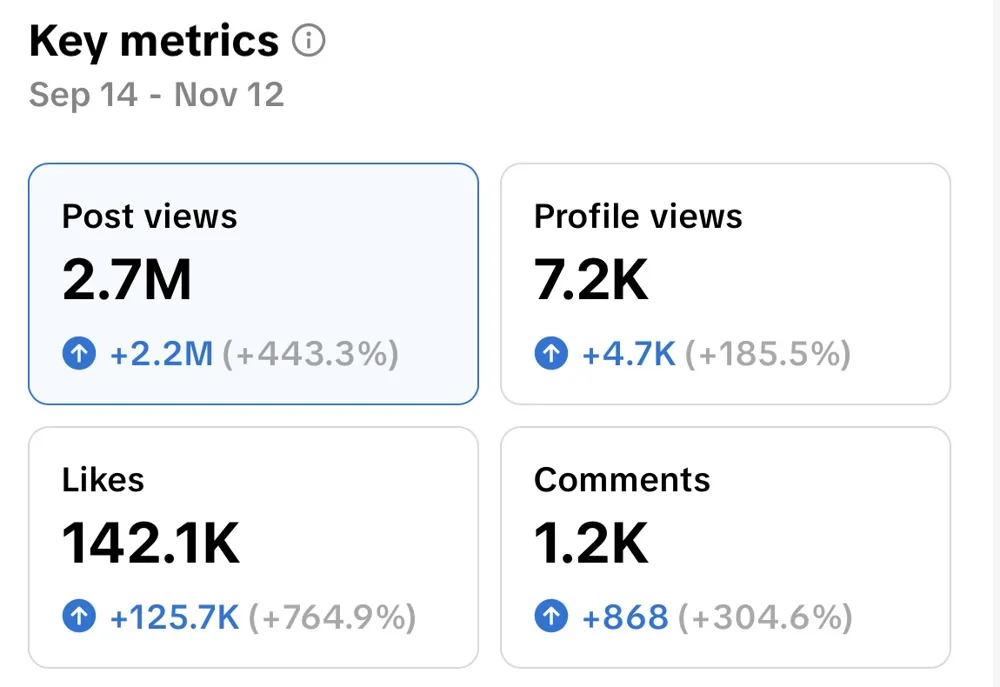 Key metrics
Sep 14 - Nov 12
Post views
2.7M
+2.2M (+443.3%)
Profile views
7.2K
+4.7K (+185.5%)
Likes
142.1K
+125.7K (+764.9%)
Comments
1.2K
+868 (+304.6%)